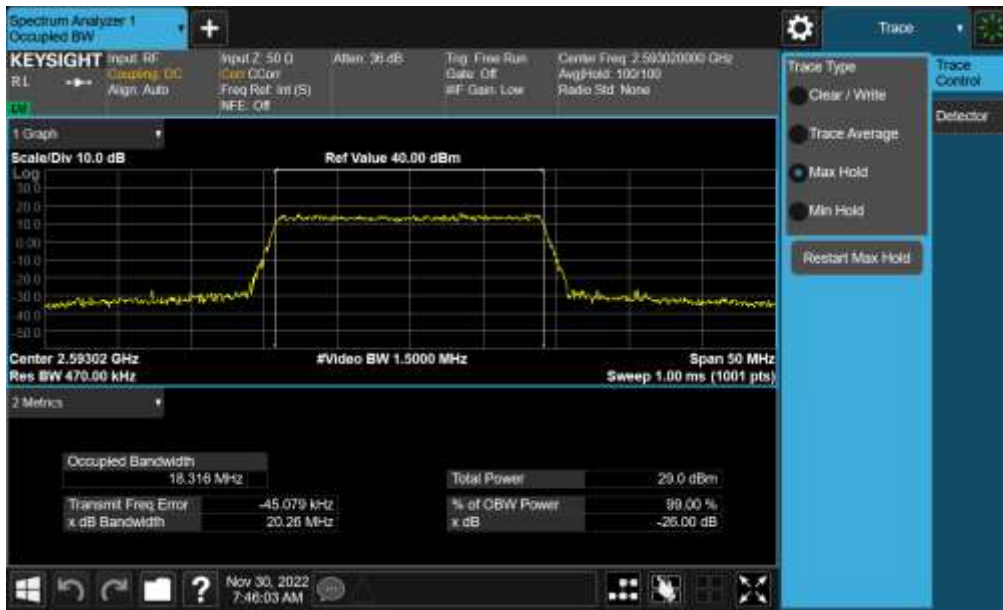 Spectrum Analyzer 1
Occupied BW
+
Trace
KEYSIGHT Input: RF
R L
Coupling: DC
Align: Auto
Input Z: 50 Ω
Corr CCorr
Freq Ref: Int (S)
NFE: Off
Atten: 36 dB
Trig: Free Run
Gate: Off
#IF Gain: Low
Center Freq: 2.593020000 GHz
Avg|Hold: 100/100
Radio Std: None
Trace Type
Clear / Write
Trace Average
Max Hold
Min Hold
Restart Max Hold
Trace
Control
Detector
1 Graph
Scale/Div 10.0 dB
Ref Value 40.00 dBm
Log
30.0
20.0
10.0
0.00
-10.0
-20.0
-30.0
-40.0
-50.0
Center 2.59302 GHz
#Video BW 1.5000 MHz
Span 50 MHz
Res BW 470.00 kHz
Sweep 1.00 ms (1001 pts)
2 Metrics
Occupied Bandwidth
18.316 MHz
Total Power 29.0 dBm
Transmit Freq Error -45.079 kHz
% of OBW Power 99.00 %
x dB Bandwidth 20.26 MHz
x dB -26.00 dB
?
Nov 30, 2022
7:46:03 AM